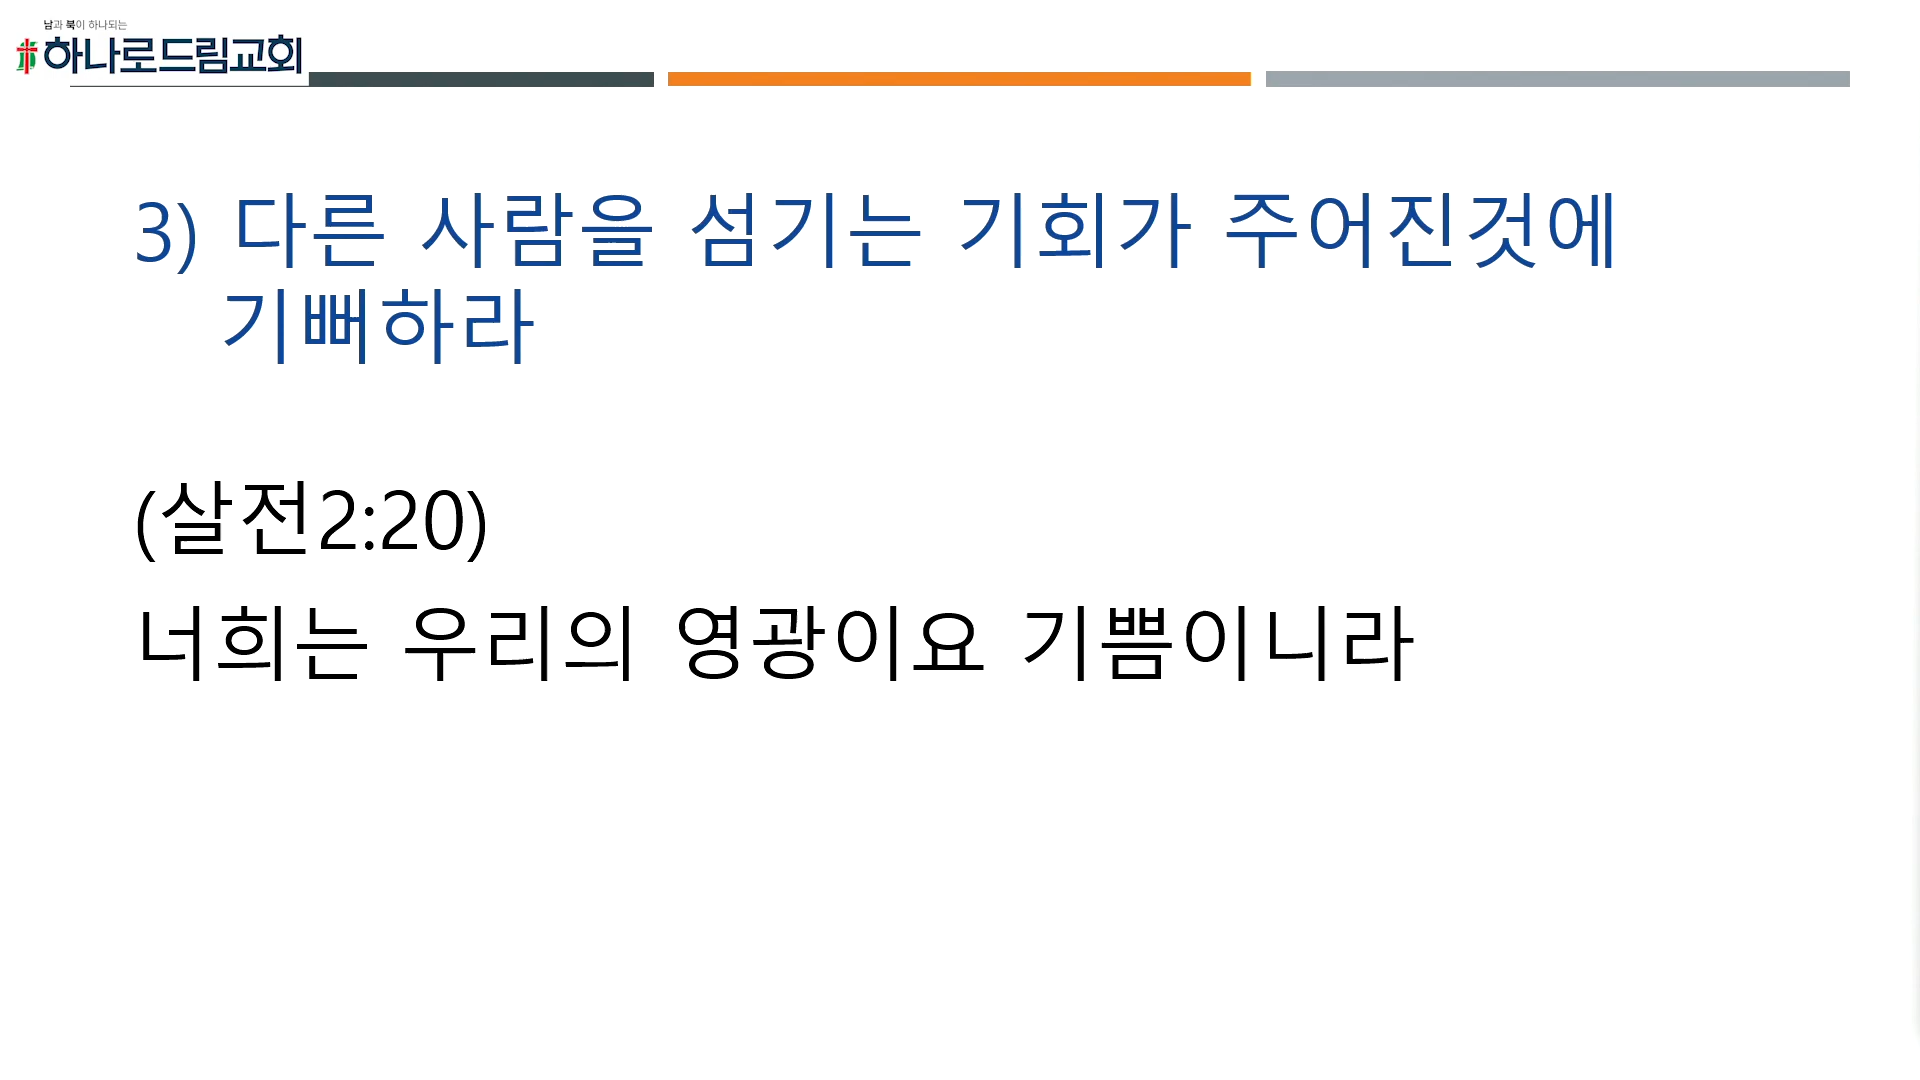 남과 북이 하나되는
하나로드림교회
3) 다른 사람을 섬기는 기회가 주어진것에
기뻐하라
(살전2:20)
너희는 우리의 영광이요 기쁨이니라